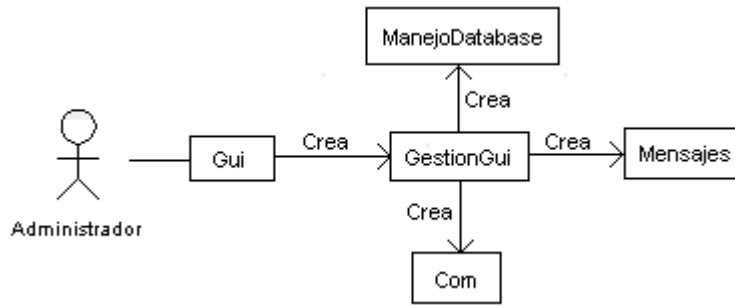 ManejoDatabase
Crea
Gui
Crea
GestionGui
Crea
Mensajes
Crea
Administrador
Com